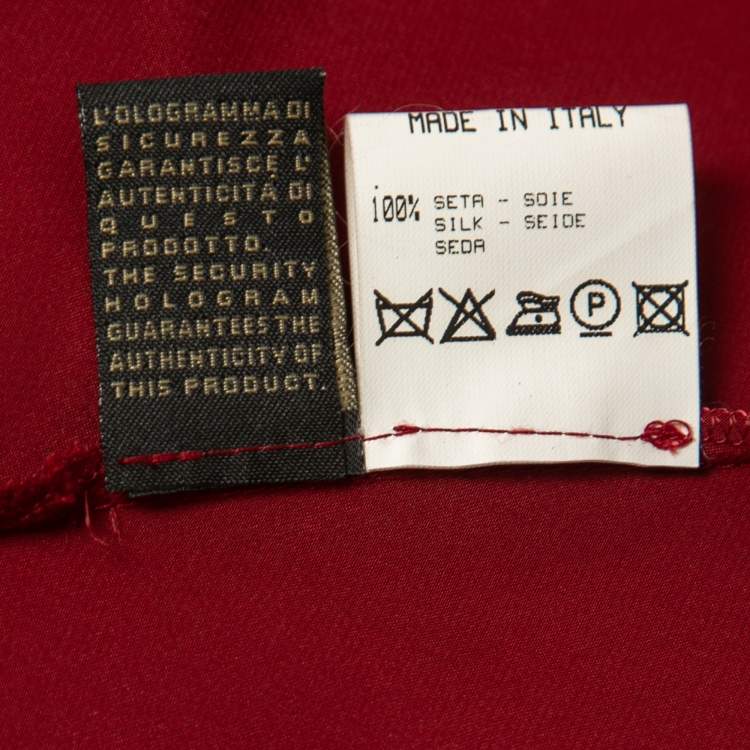 L'OLOGRAMMA DI
SICUREZZA
GARANTISCE L'
AUTENTICITÁ DI
QUESTO
PRODOTTO.
THE SECURITY
HOLOGRAM
GUARANTEES THE
AUTHENTICITY OF
THIS PRODUCT.
MADE IN ITALY
100% SETA - SOIE
SILK - SEIDE
SEDA
P